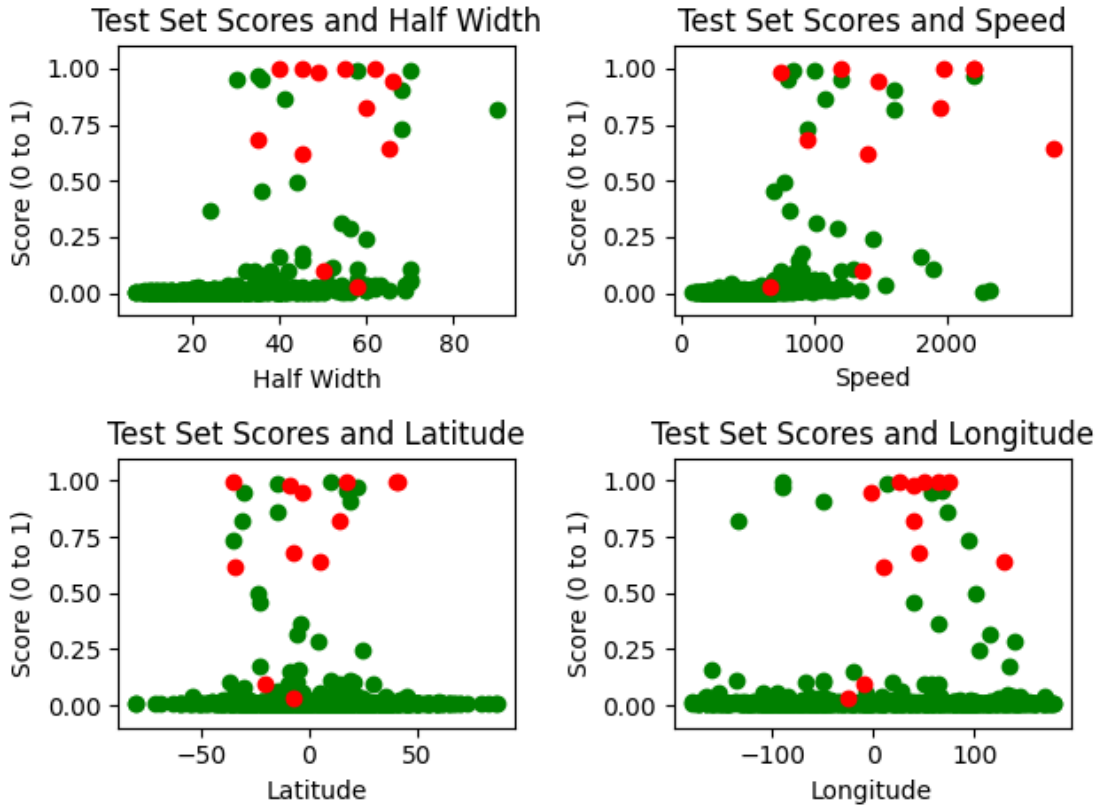 Test Set Scores and Half Width
Score (0 to 1)
1.00
0.75
0.50
0.25
0.00
20 40 60 80
Half Width
Test Set Scores and Speed
Score (0 to 1)
1.00
0.75
0.50
0.25
0.00
0 1000 2000
Speed
Test Set Scores and Latitude
Score (0 to 1)
1.00
0.75
0.50
0.25
0.00
−50 0 50
Latitude
Test Set Scores and Longitude
Score (0 to 1)
1.00
0.75
0.50
0.25
0.00
−100 0 100
Longitude